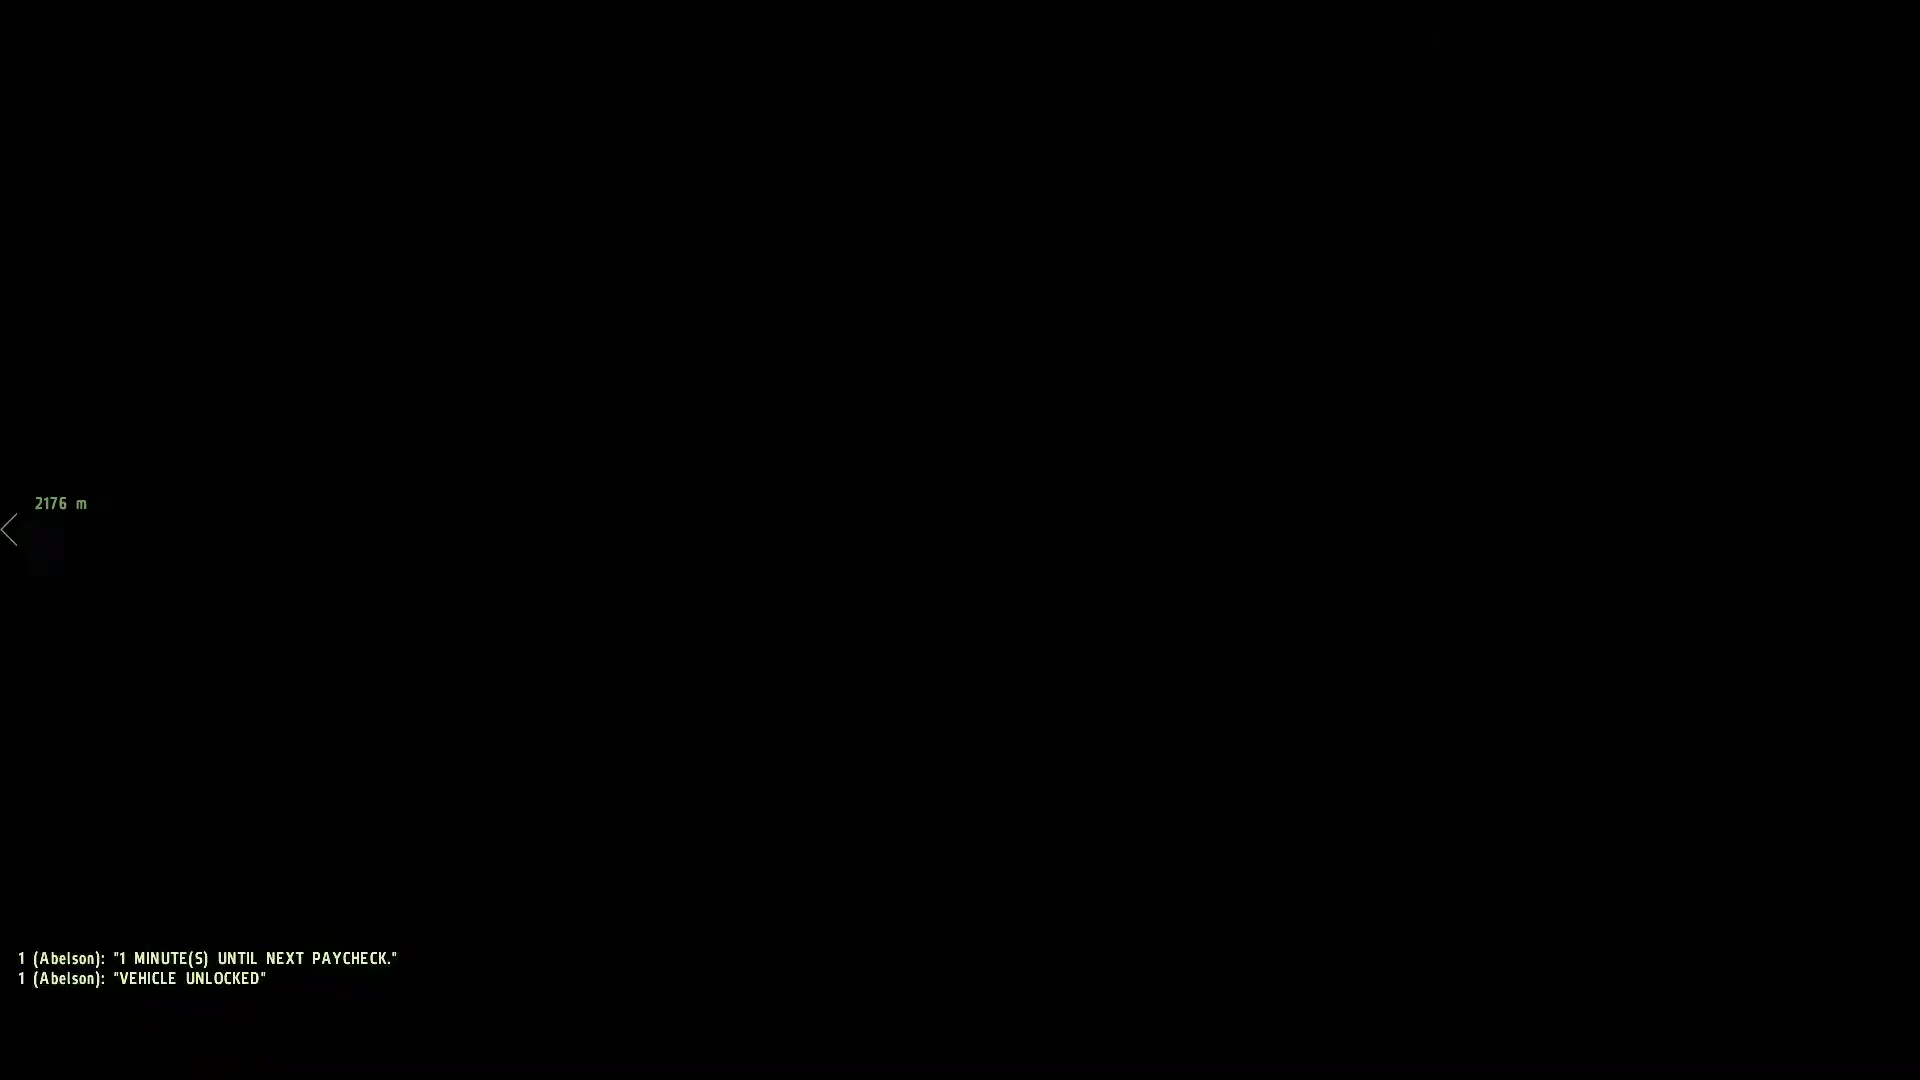 2176 m
1 (Abelson): "1 MINUTE(S) UNTIL NEXT PAYCHECK."
1 (Abelson): "VEHICLE UNLOCKED"